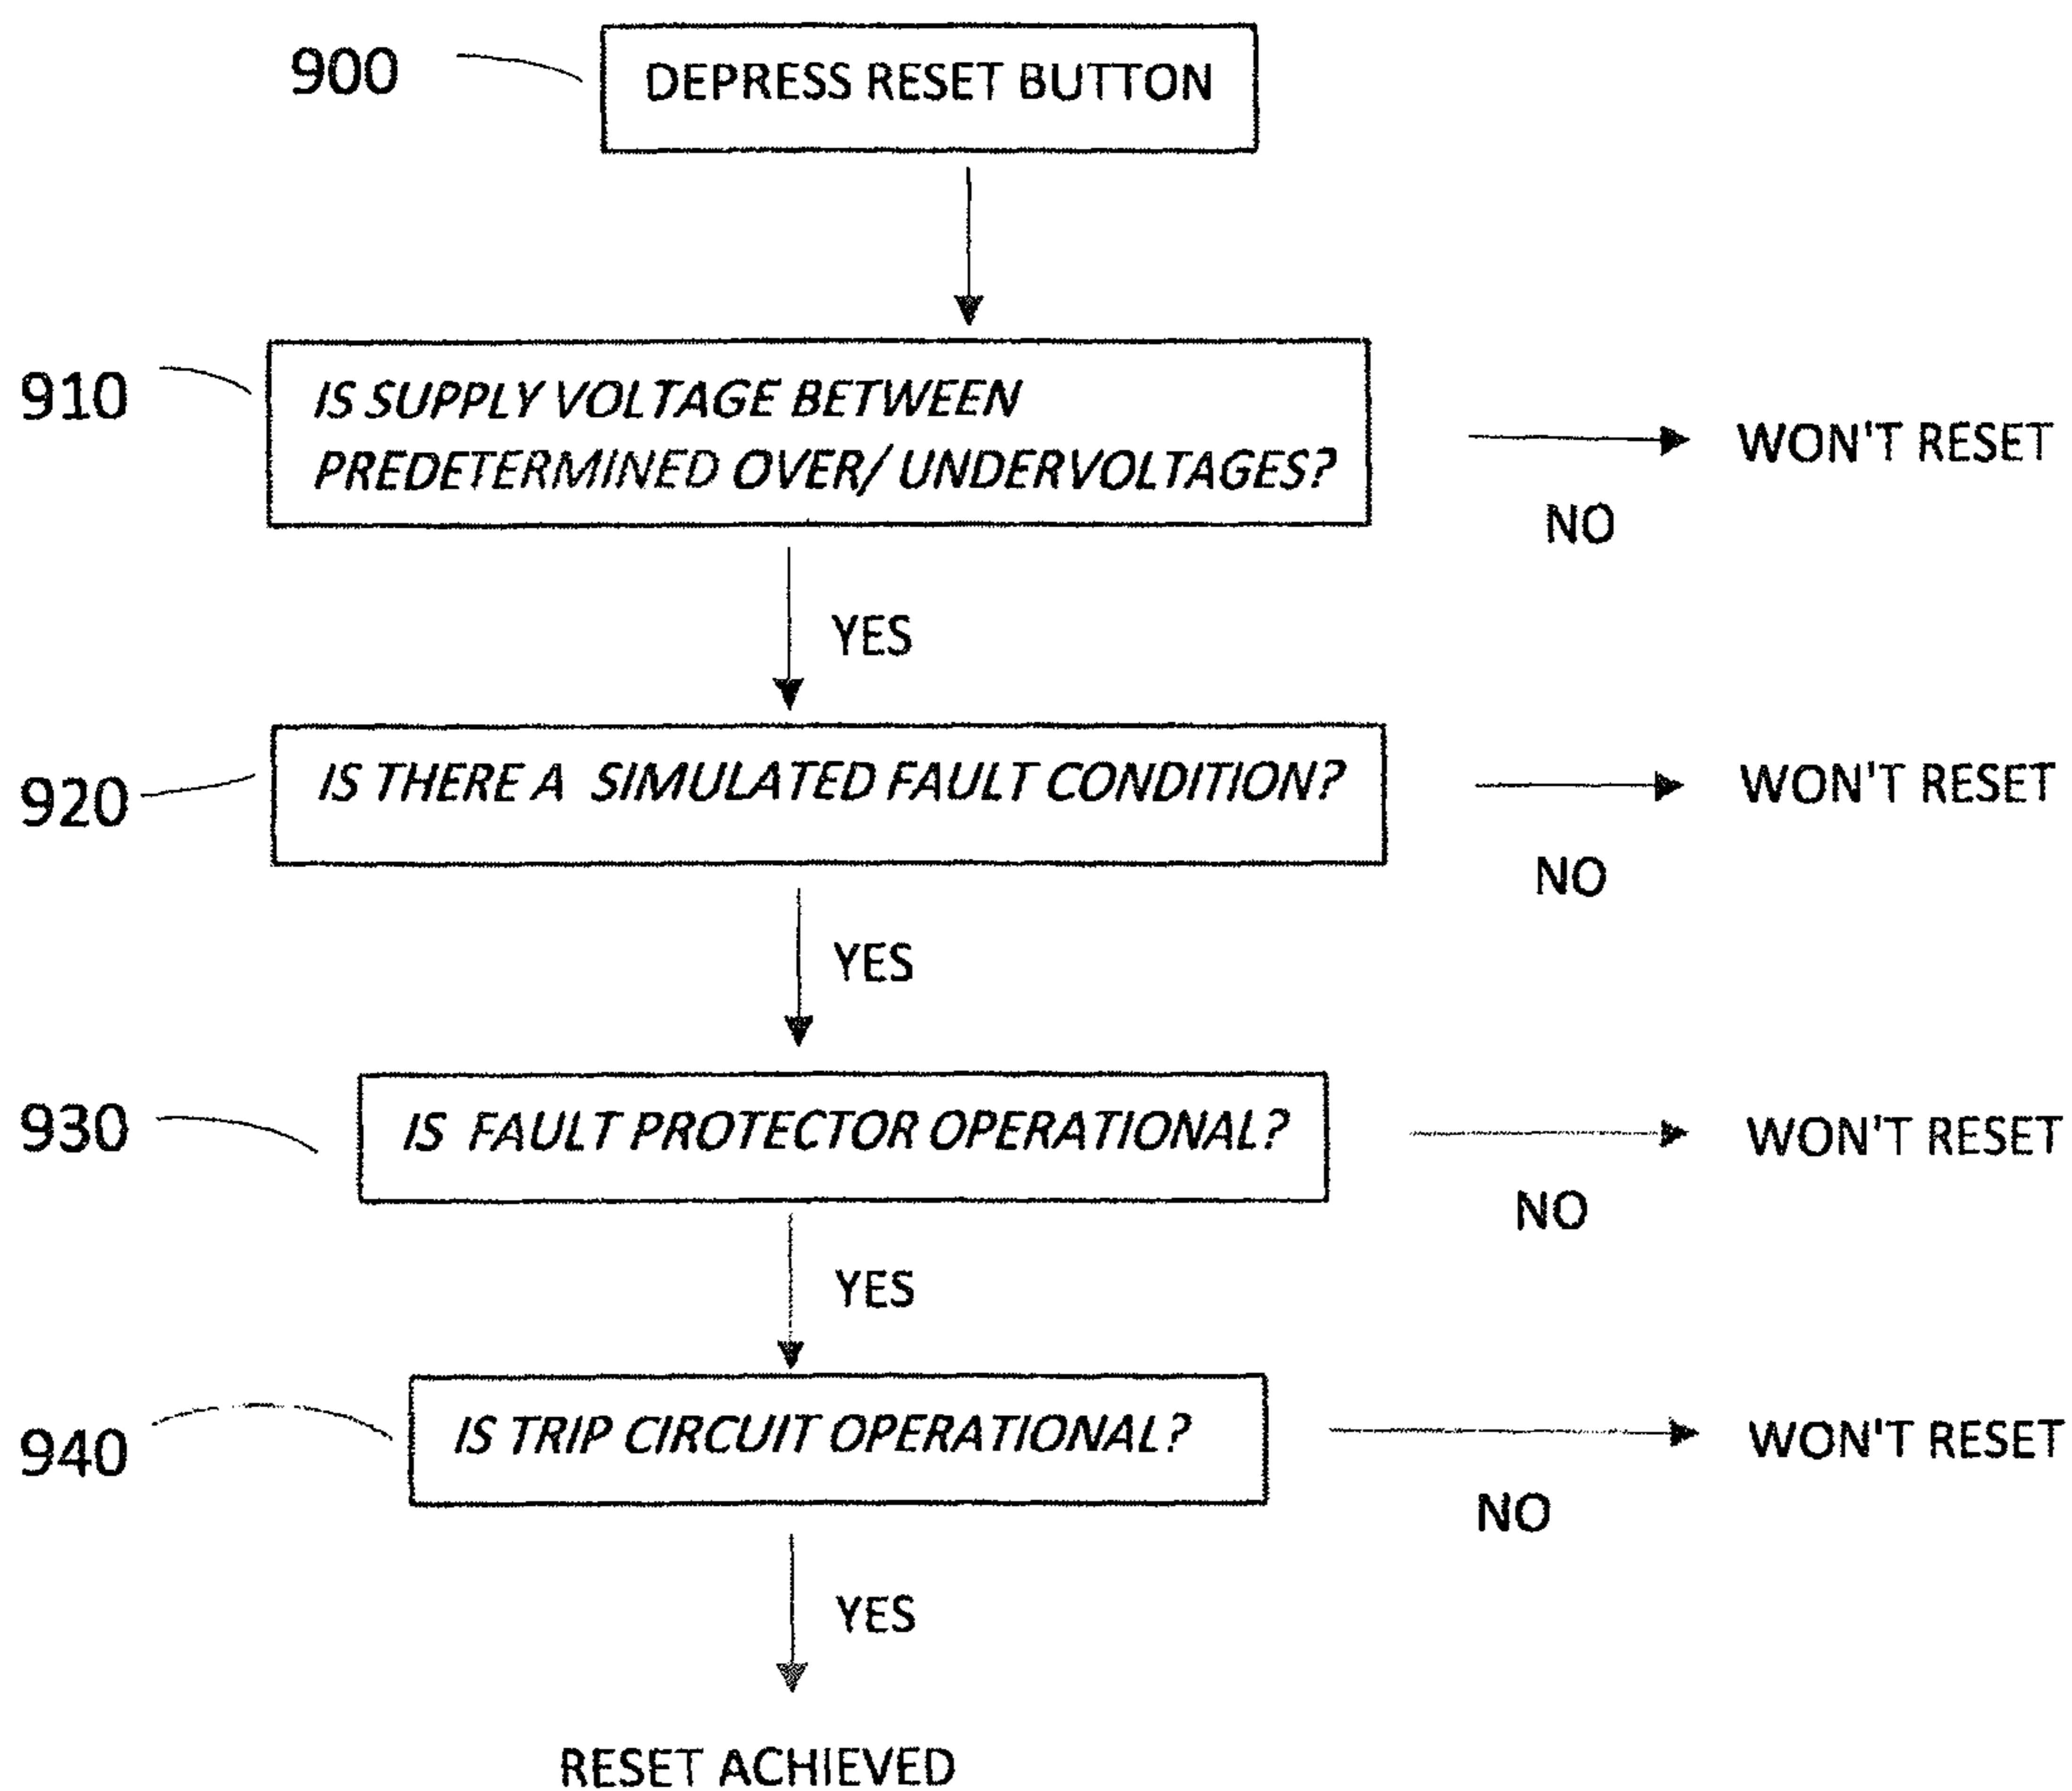 900
DEPRESS RESET BUTTON
910
IS SUPPLY VOLTAGE BETWEEN
PREDETERMINED OVER/ UNDERVOLTAGES?
WON'T RESET
NO
YES
920
IS THERE A SIMULATED FAULT CONDITION?
WON'T RESET
NO
YES
930
IS FAULT PROTECTOR OPERATIONAL?
WON'T RESET
NO
YES
940
IS TRIP CIRCUIT OPERATIONAL?
WON'T RESET
NO
YES
RESET ACHIEVED